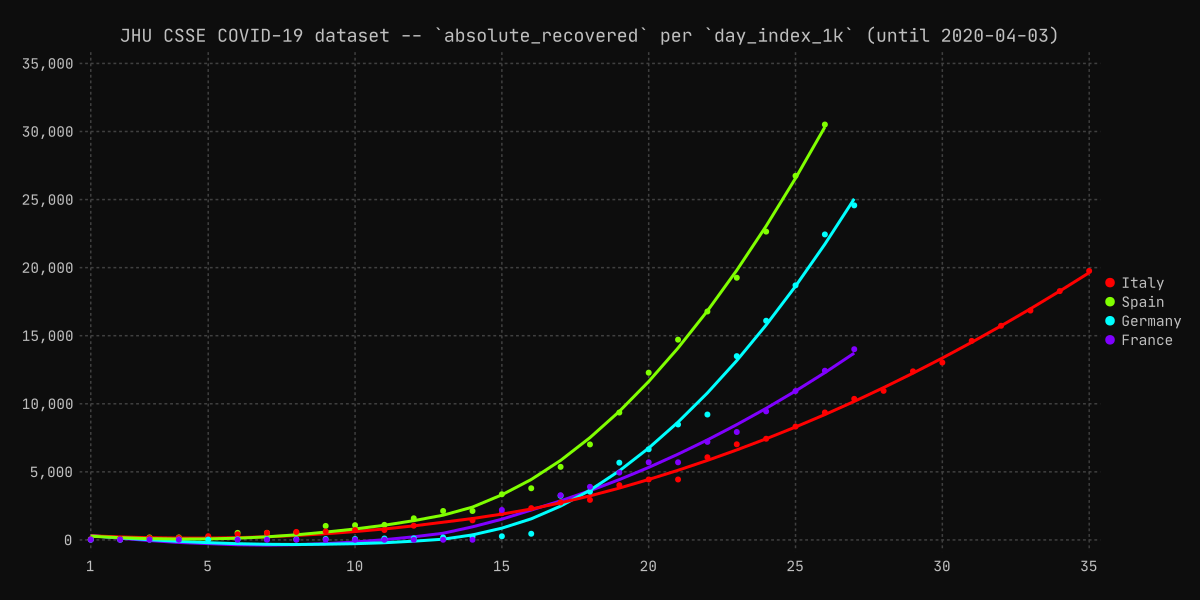 JHU CSSE COVID-19 dataset -- `absolute_recovered` per `day_index_1k` (until 2020-04-03)
35,000
30,000
25,000
20,000
15,000
10,000
5,000
0
1 5 10 15 20 25 30 35
Italy
Spain
Germany
France